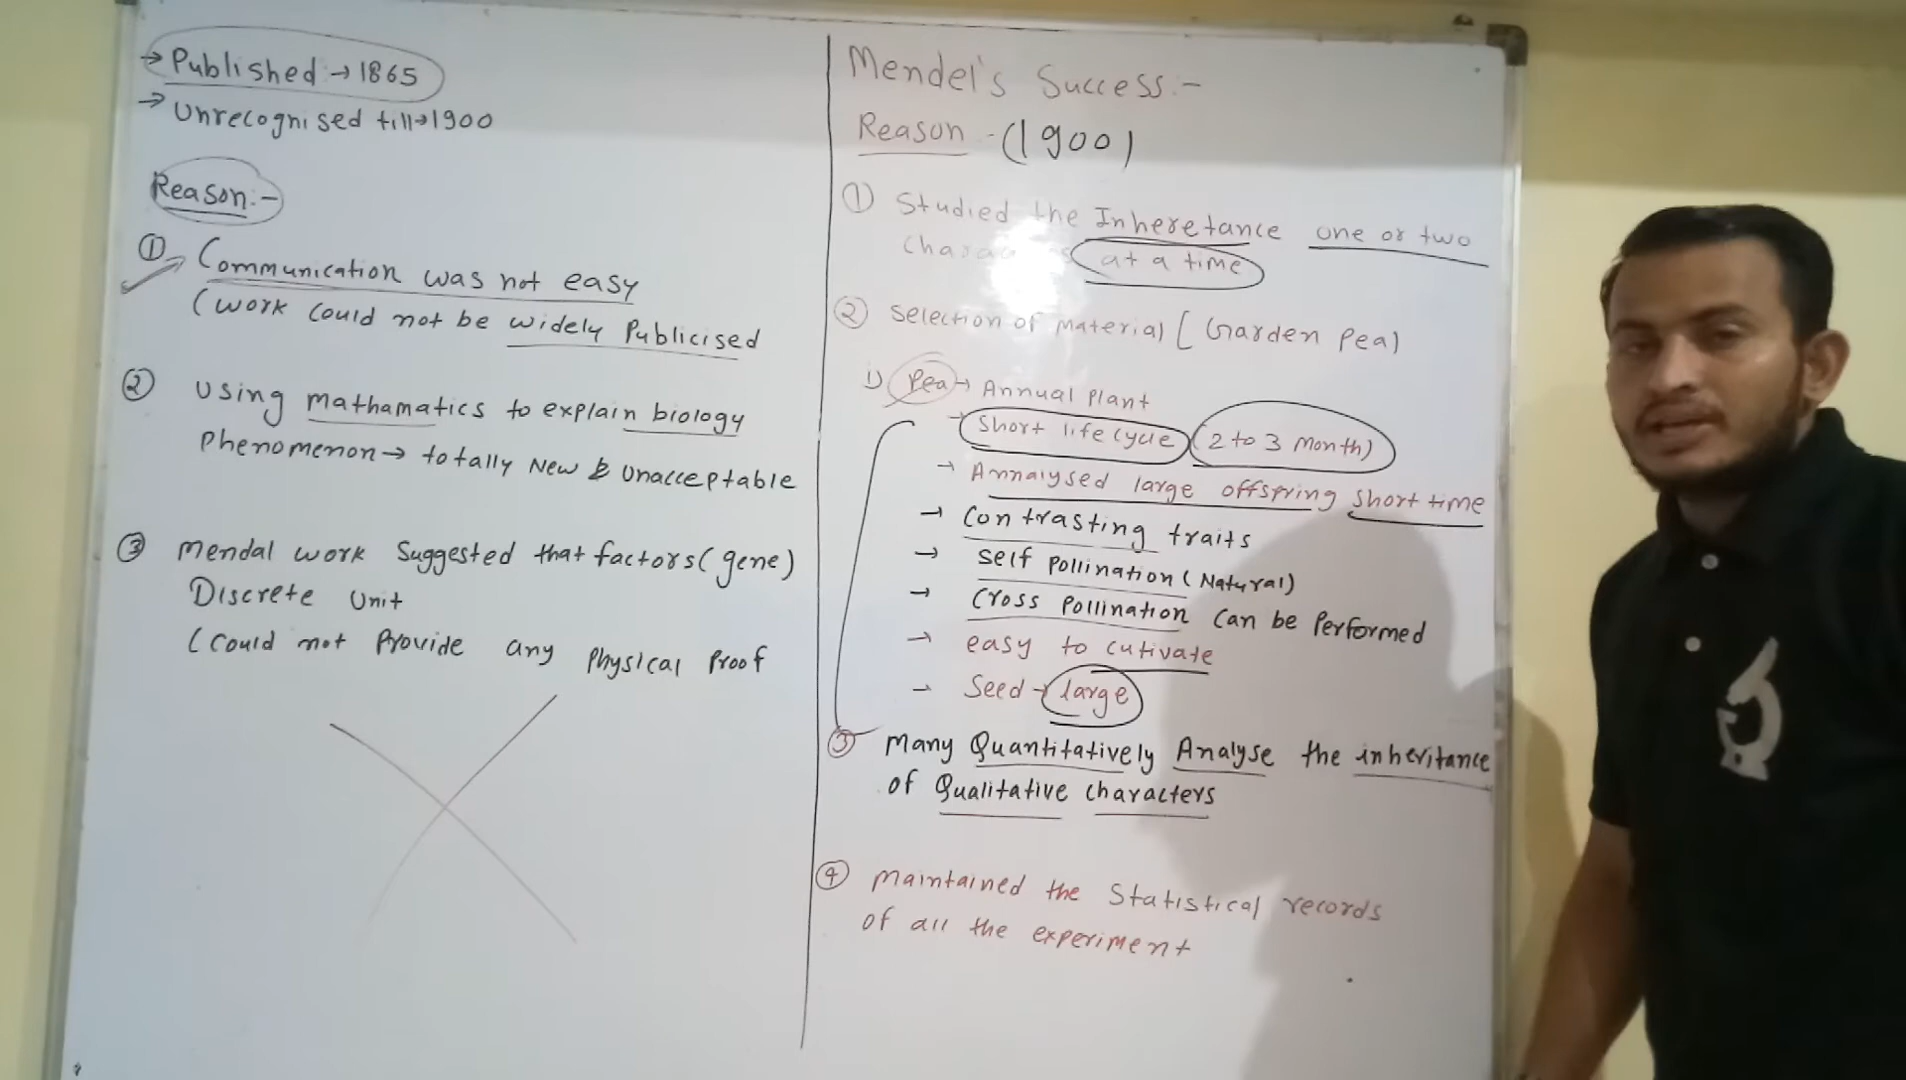 → Published → 1865
→ Unrecognised till→1900
Reason:-
① Communication was not easy
(work could not be widely Publicised
② Using mathamatics to explain biology
Phenomenon → totally New & Unacceptable
③ mendal work Suggested that factors(gene)
Discrete Unit
(Could not Provide any Physical Proof
Mendel's Success:-
Reason -(1900)
① Studied the Inheretance one or two
at a time
② Selection of material [Garden Pea)
1) Pea → Annual Plant
→ Short life Cycle (2 to 3 month)
→ Annalysed large offspring short time
→ Contrasting traits
→ Self Pollination (Natural)
→ Cross Pollination Can be Performed
→ easy to cutivate
→ Seed → large
③ many Quantitatively Analyse the inheritance
of Qualitative Characters
④ maintained the Statistical records
of all the experiment